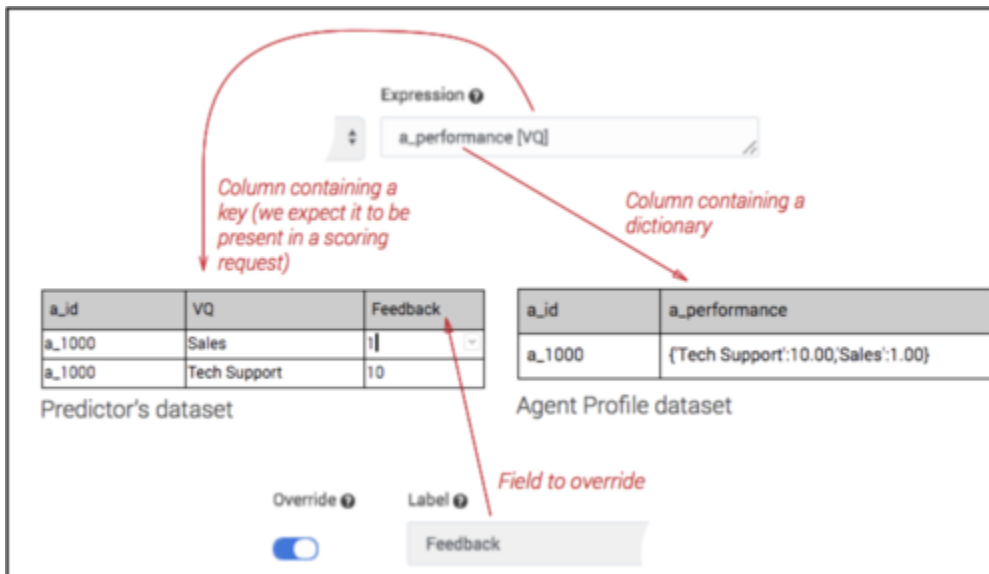 Expression
a_performance [VQ]
Column containing a
key (we expect it to be
present in a scoring
request)
Column containing a
dictionary
a_id VQ Feedback
a_1000 Sales 1
a_1000 Tech Support 10
Predictor's dataset
a_id a_performance
a_1000 {'Tech Support':10.00,'Sales':1.00}
Agent Profile dataset
Field to override
Override Label
Feedback